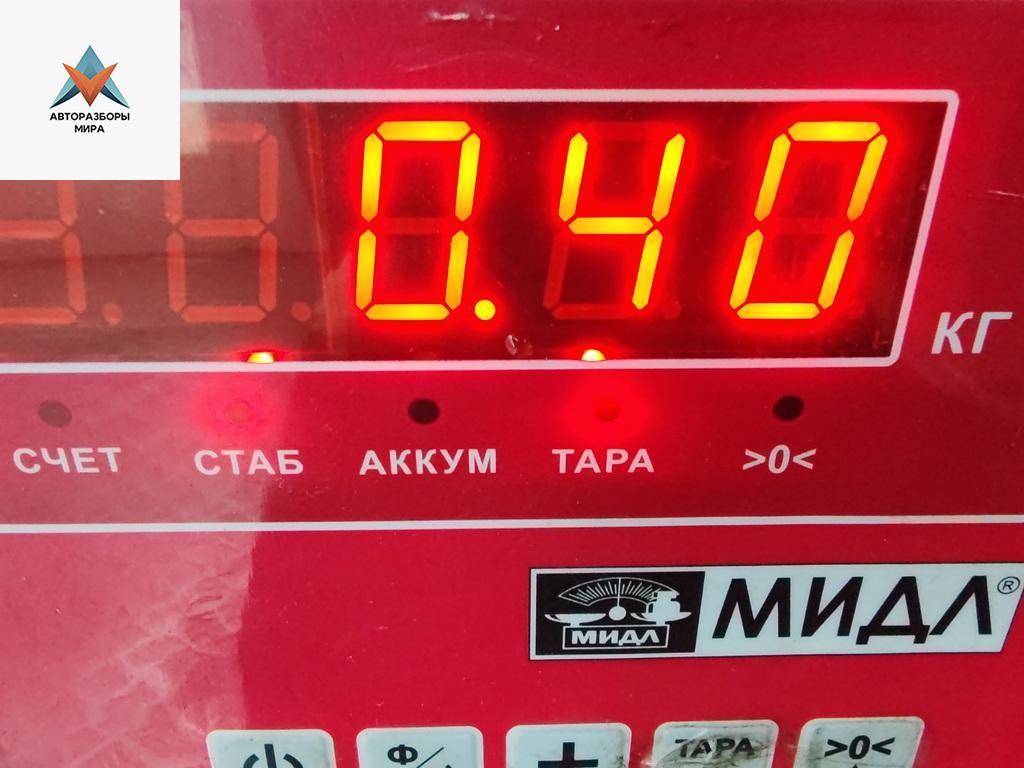 АВТОРАЗБОРЫ
МИРА
0.40
КГ
СЧЕТ СТАБ АККУМ ТАРА >0<
МИДЛ МИДЛ®
Ф/ + ТАРА >0<